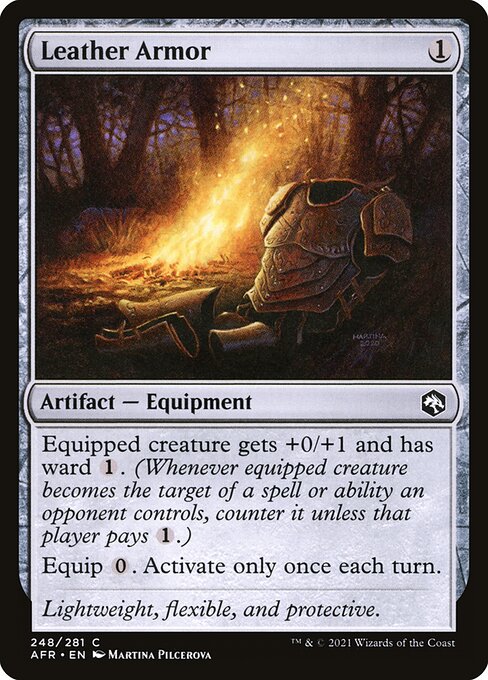 Leather Armor 1
MARTINA
2020
Artifact — Equipment
Equipped creature gets +0/+1 and has
ward 1. (Whenever equipped creature
becomes the target of a spell or ability an
opponent controls, counter it unless that
player pays 1.)
Equip 0. Activate only once each turn.
Lightweight, flexible, and protective.
248/281 C
™ & © 2021 Wizards of the Coast
AFR • EN Martina Pilcerova